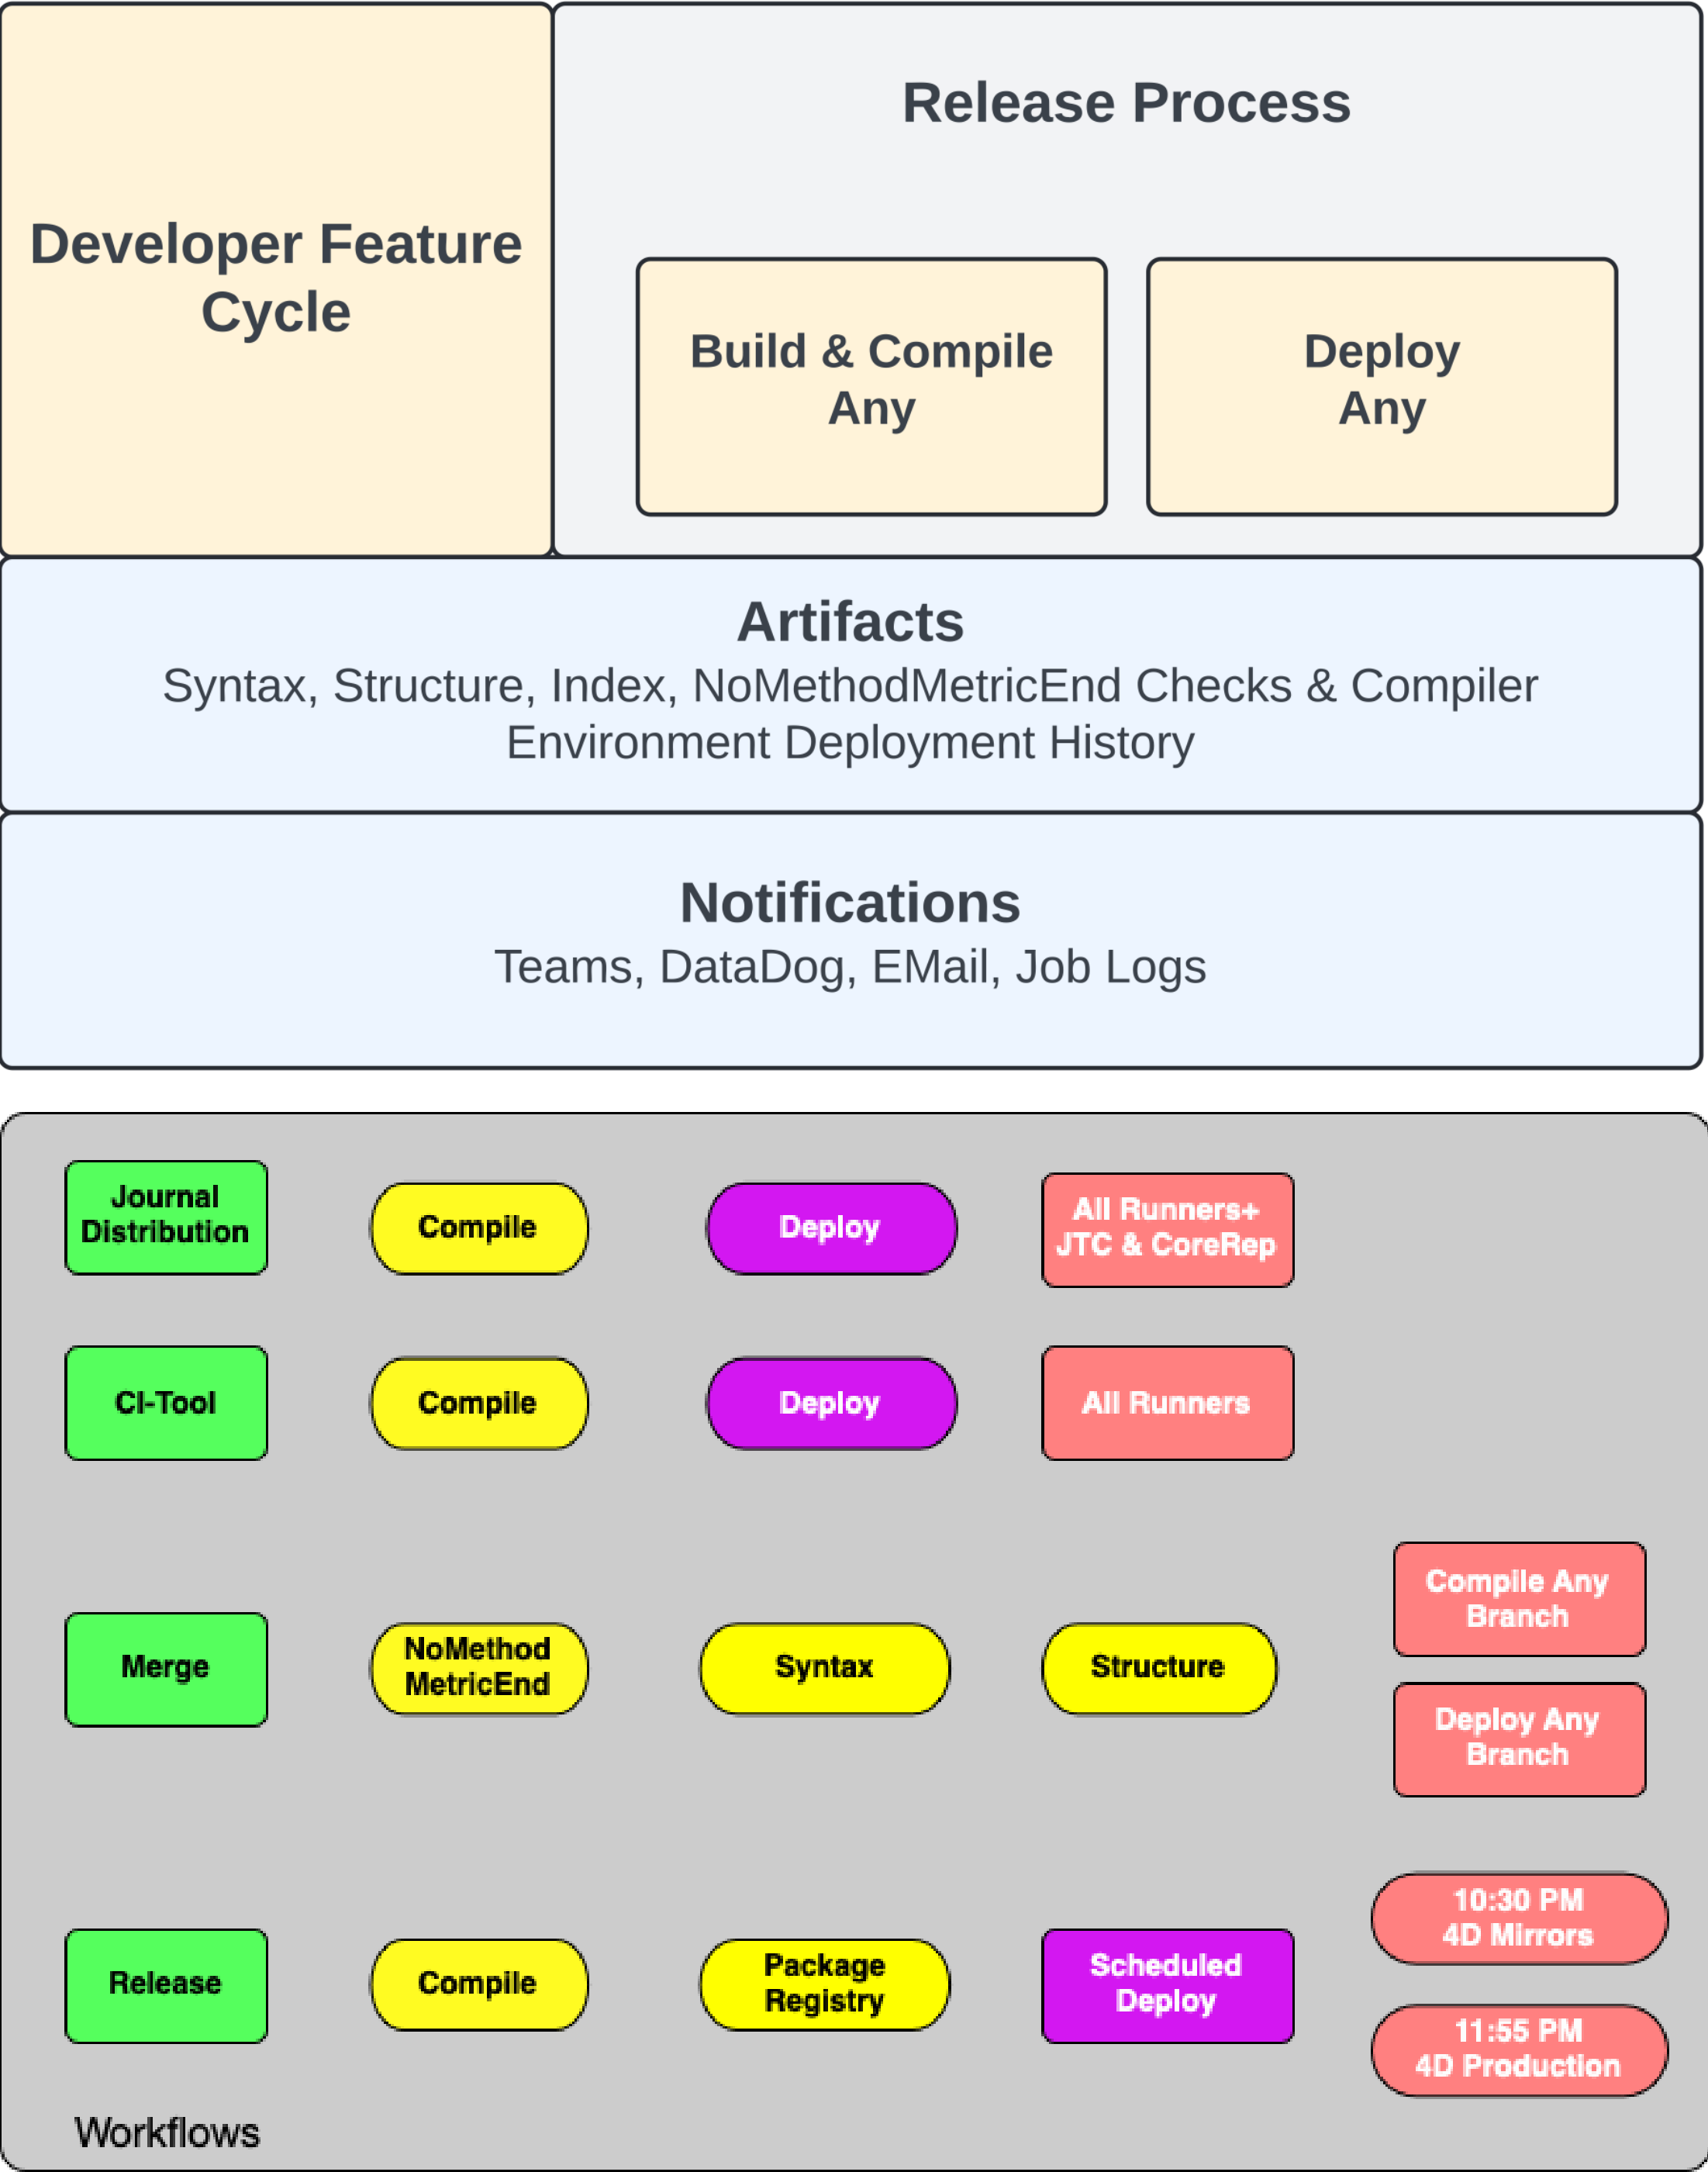 Developer Feature
Cycle
Release Process
Build & Compile
Any
Deploy
Any
Artifacts
Syntax, Structure, Index, NoMethodMetricEnd Checks & Compiler
Environment Deployment History
Notifications
Teams, DataDog, EMail, Job Logs
Journal
Distribution
Compile
Deploy
All Runners+
JTC & CoreRep
CI-Tool
Compile
Deploy
All Runners
Merge
NoMethod
MetricEnd
Syntax
Structure
Compile Any
Branch
Deploy Any
Branch
Release
Compile
Package
Registry
Scheduled
Deploy
10:30 PM
4D Mirrors
11:55 PM
4D Production
Workflows